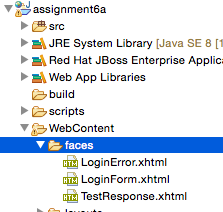 assignment6a
src
JRE System Library [Java SE 8 [1
Red Hat JBoss Enterprise Applica
Web App Libraries
build
scripts
WebContent
faces
LoginError.xhtml
LoginForm.xhtml
TestResponse.xhtml